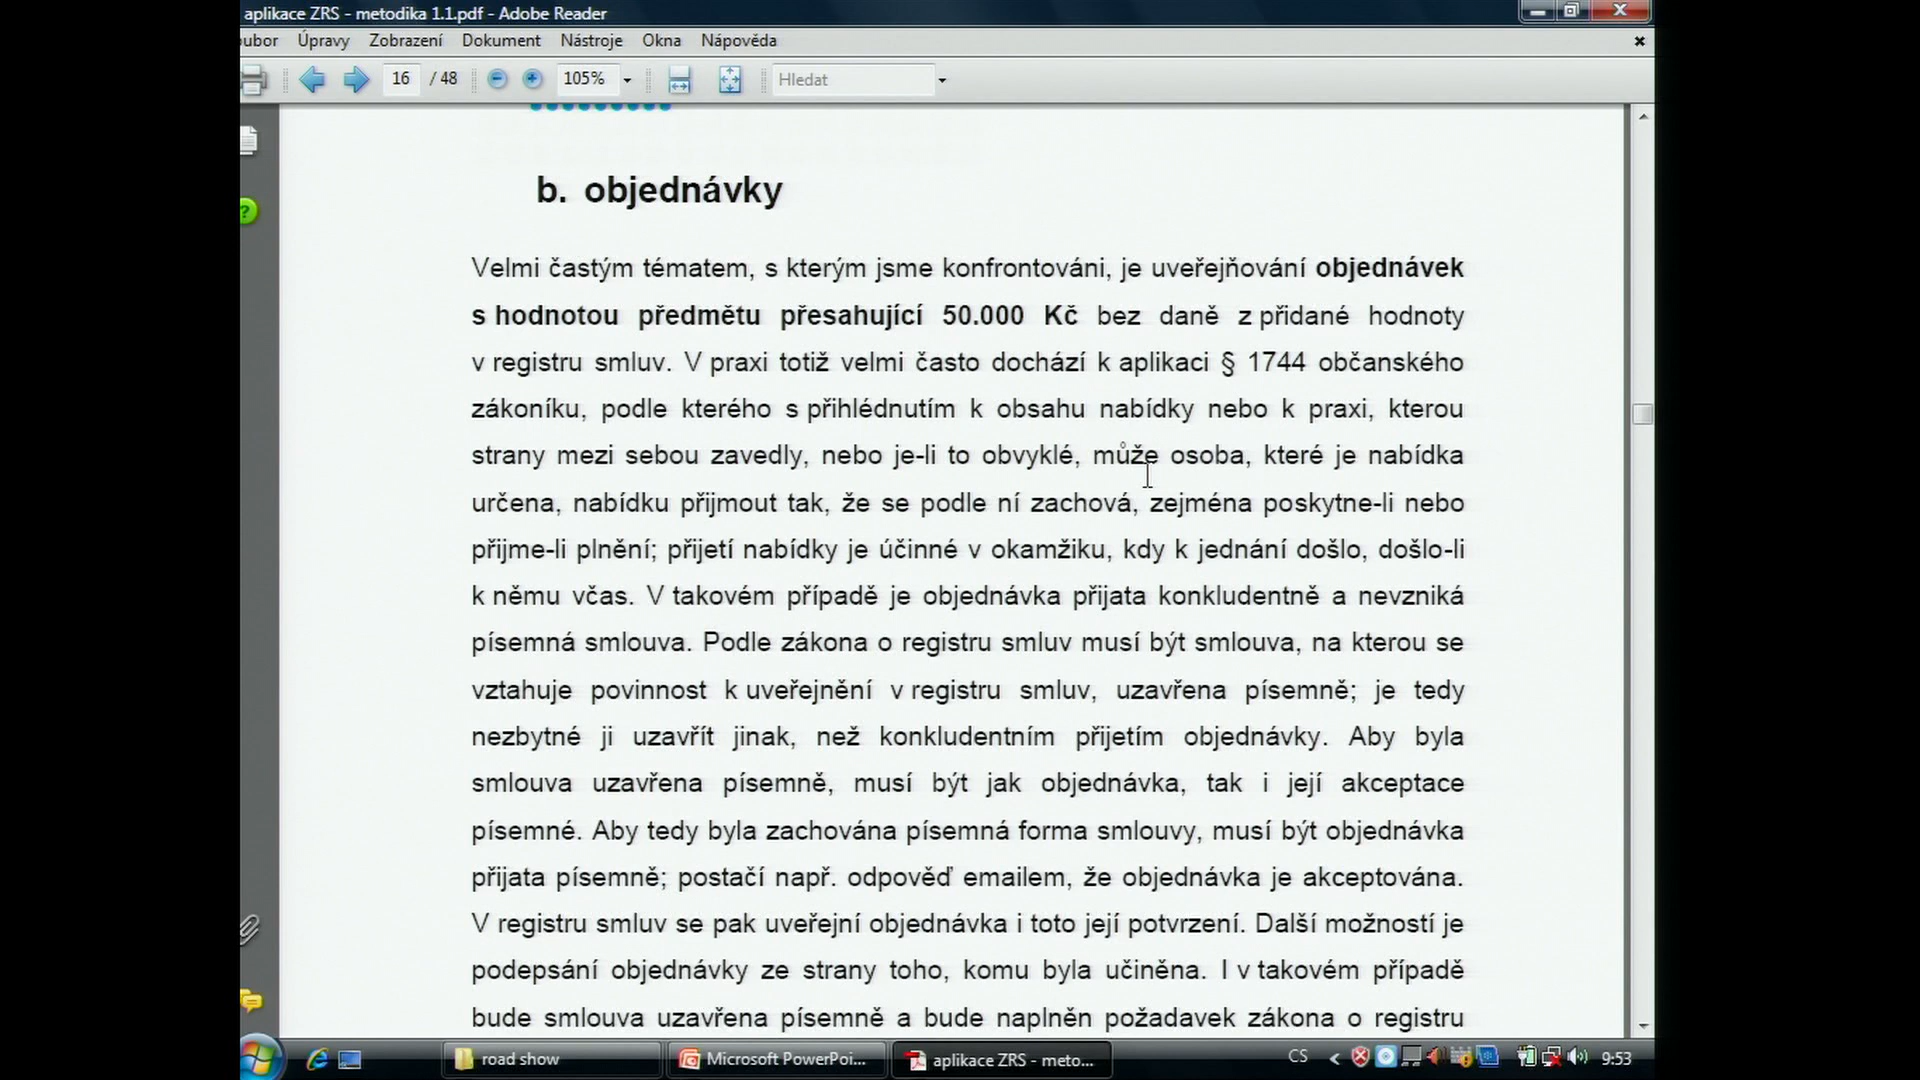 aplikace ZRS - metodika 1.1.pdf - Adobe Reader
oubor Úpravy Zobrazení Dokument Nástroje Okna Nápověda
16 / 48 105% Hledat
b. objednávky
Velmi častým tématem, s kterým jsme konfrontováni, je uveřejňování objednávek
s hodnotou předmětu přesahující 50.000 Kč bez daně z přidané hodnoty
v registru smluv. V praxi totiž velmi často dochází k aplikaci § 1744 občanského
zákoníku, podle kterého s přihlédnutím k obsahu nabídky nebo k praxi, kterou
strany mezi sebou zavedly, nebo je-li to obvyklé, může osoba, které je nabídka
určena, nabídku přijmout tak, že se podle ní zachová, zejména poskytne-li nebo
přijme-li plnění; přijetí nabídky je účinné v okamžiku, kdy k jednání došlo, došlo-li
k němu včas. V takovém případě je objednávka přijata konkludentně a nevzniká
písemná smlouva. Podle zákona o registru smluv musí být smlouva, na kterou se
vztahuje povinnost k uveřejnění v registru smluv, uzavřena písemně; je tedy
nezbytné ji uzavřít jinak, než konkludentním přijetím objednávky. Aby byla
smlouva uzavřena písemně, musí být jak objednávka, tak i její akceptace
písemné. Aby tedy byla zachována písemná forma smlouvy, musí být objednávka
přijata písemně; postačí např. odpověď emailem, že objednávka je akceptována.
V registru smluv se pak uveřejní objednávka i toto její potvrzení. Další možností je
podepsání objednávky ze strany toho, komu byla učiněna. I v takovém případě
bude smlouva uzavřena písemně a bude naplněn požadavek zákona o registru
road show Microsoft PowerPoi... aplikace ZRS - meto... CS 9:53